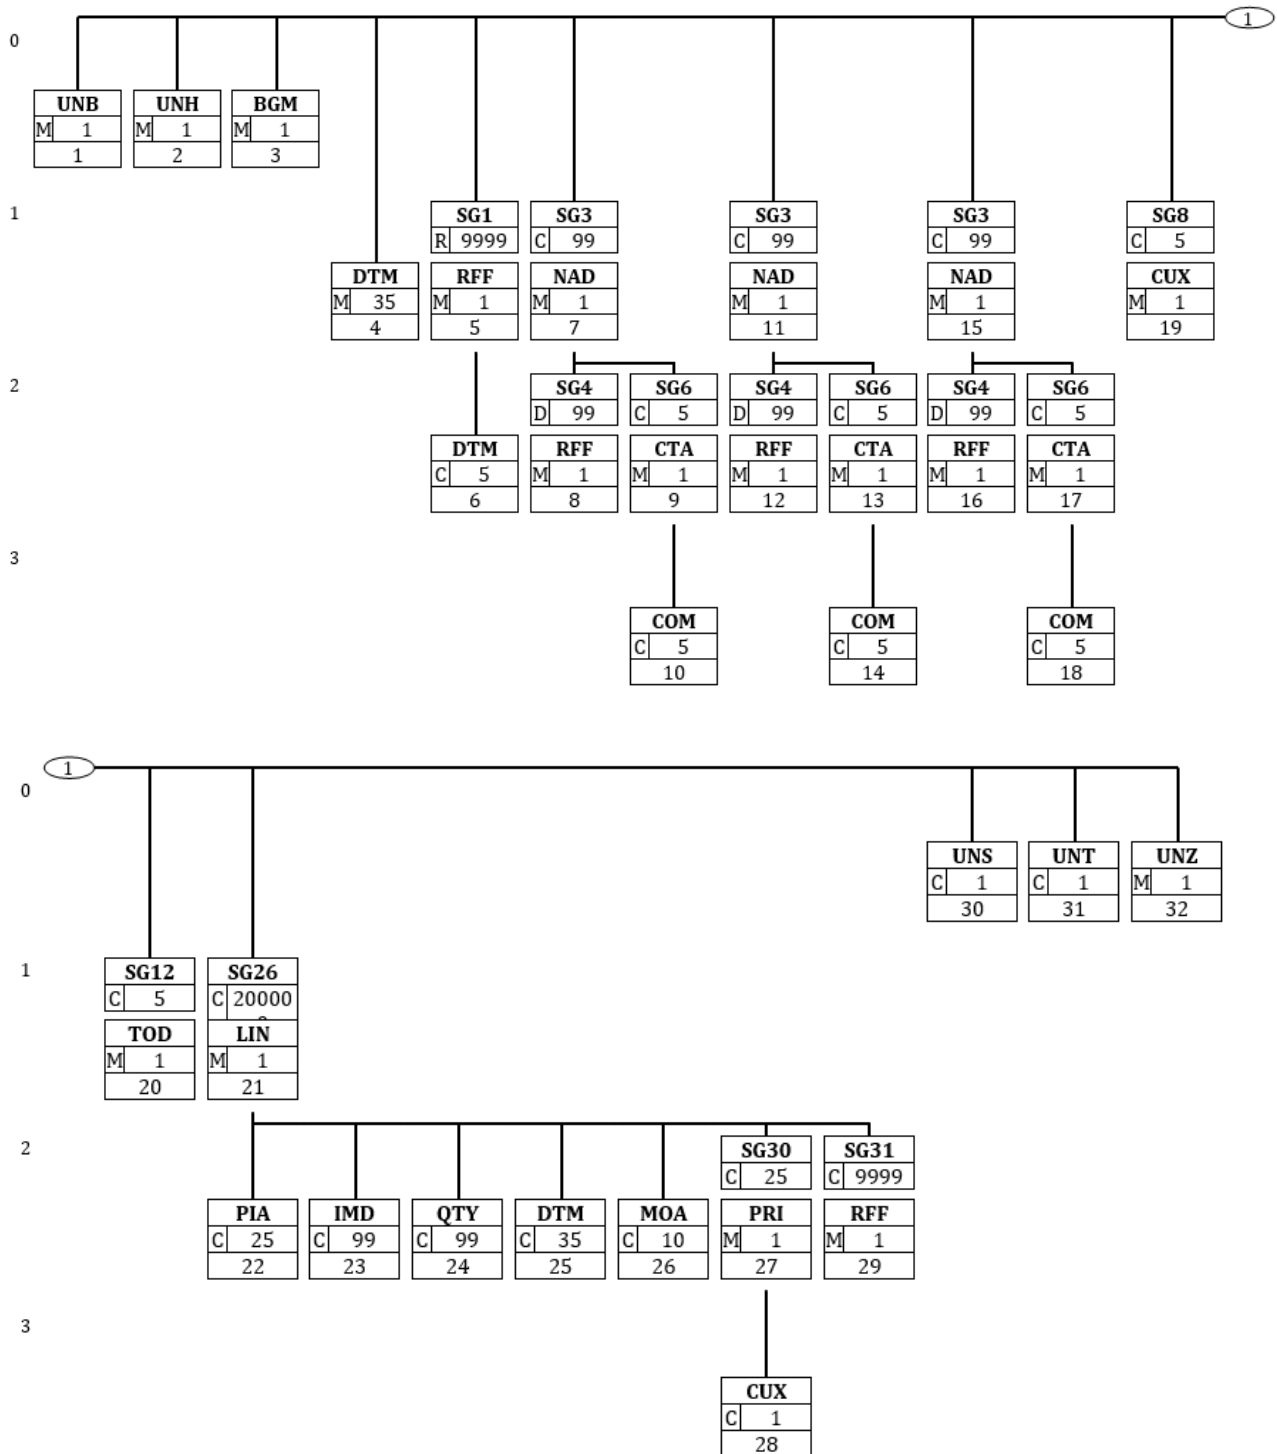 1
0
UNB UNH BGM
M 1 M 1 M 1
1 2 3
1
SG1 SG3 SG3 SG3 SG8
R 9999 C 99 C 99 C 99 C 5
DTM RFF NAD NAD NAD CUX
M 35 M 1 M 1 M 1 M 1 M 1
4 5 7 11 15 19
2
SG4 SG6 SG4 SG6 SG4 SG6
D 99 C 5 D 99 C 5 D 99 C 5
DTM RFF CTA RFF CTA RFF CTA
C 5 M 1 M 1 M 1 M 1 M 1 M 1
6 8 9 12 13 16 17
3
COM COM COM
C 5 C 5 C 5
10 14 18
1
0
UNS UNT UNZ
C 1 C 1 M 1
30 31 32
1
SG12 SG26
C 5 C 20000
TOD LIN
M 1 M 1
20 21
2
SG30 SG31
C 25 C 9999
PIA IMD QTY DTM MOA PRI RFF
C 25 C 99 C 99 C 35 C 10 M 1 M 1
22 23 24 25 26 27 29
3
CUX
C 1
28